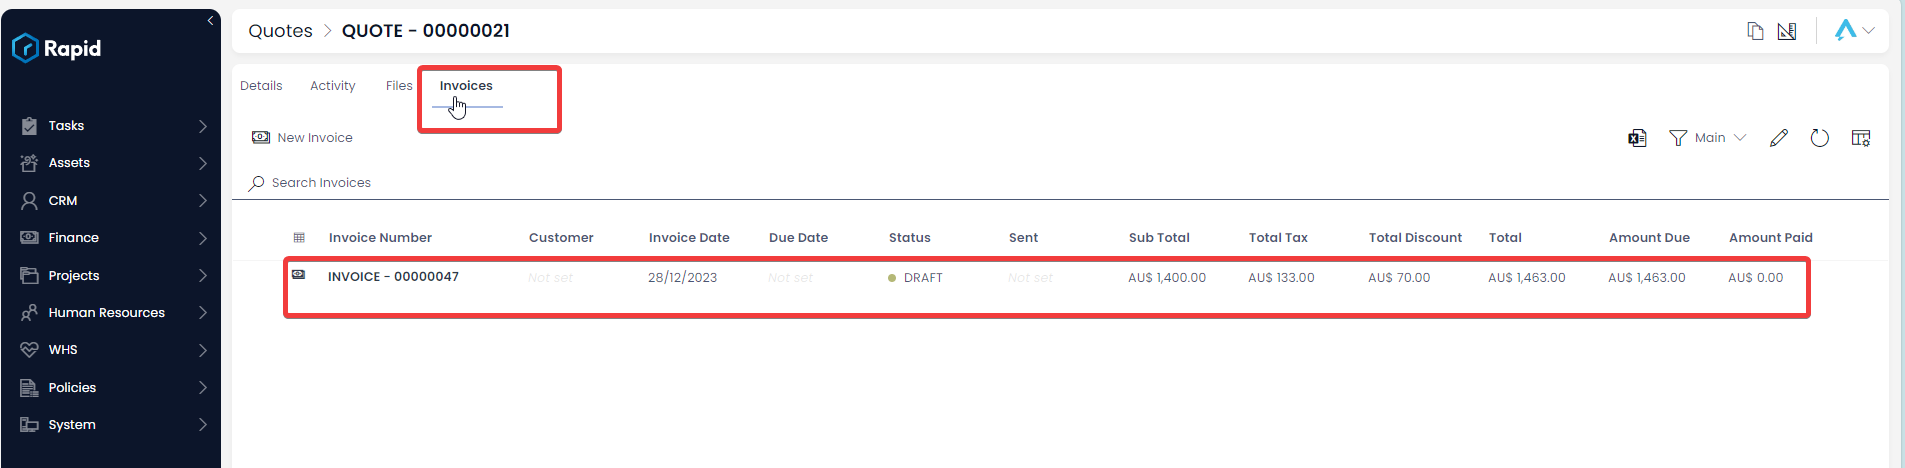 Rapid
Tasks
Assets
CRM
Finance
Projects
Human Resources
WHS
Policies
System
Quotes > QUOTE - 00000021
Details Activity Files Invoices
New Invoice Main
Search Invoices
Invoice Number Customer Invoice Date Due Date Status Sent Sub Total Total Tax Total Discount Total Amount Due Amount Paid
INVOICE - 00000047 Not set 28/12/2023 Not set DRAFT Not set AU$ 1,400.00 AU$ 133.00 AU$ 70.00 AU$ 1,463.00 AU$ 1,463.00 AU$ 0.00